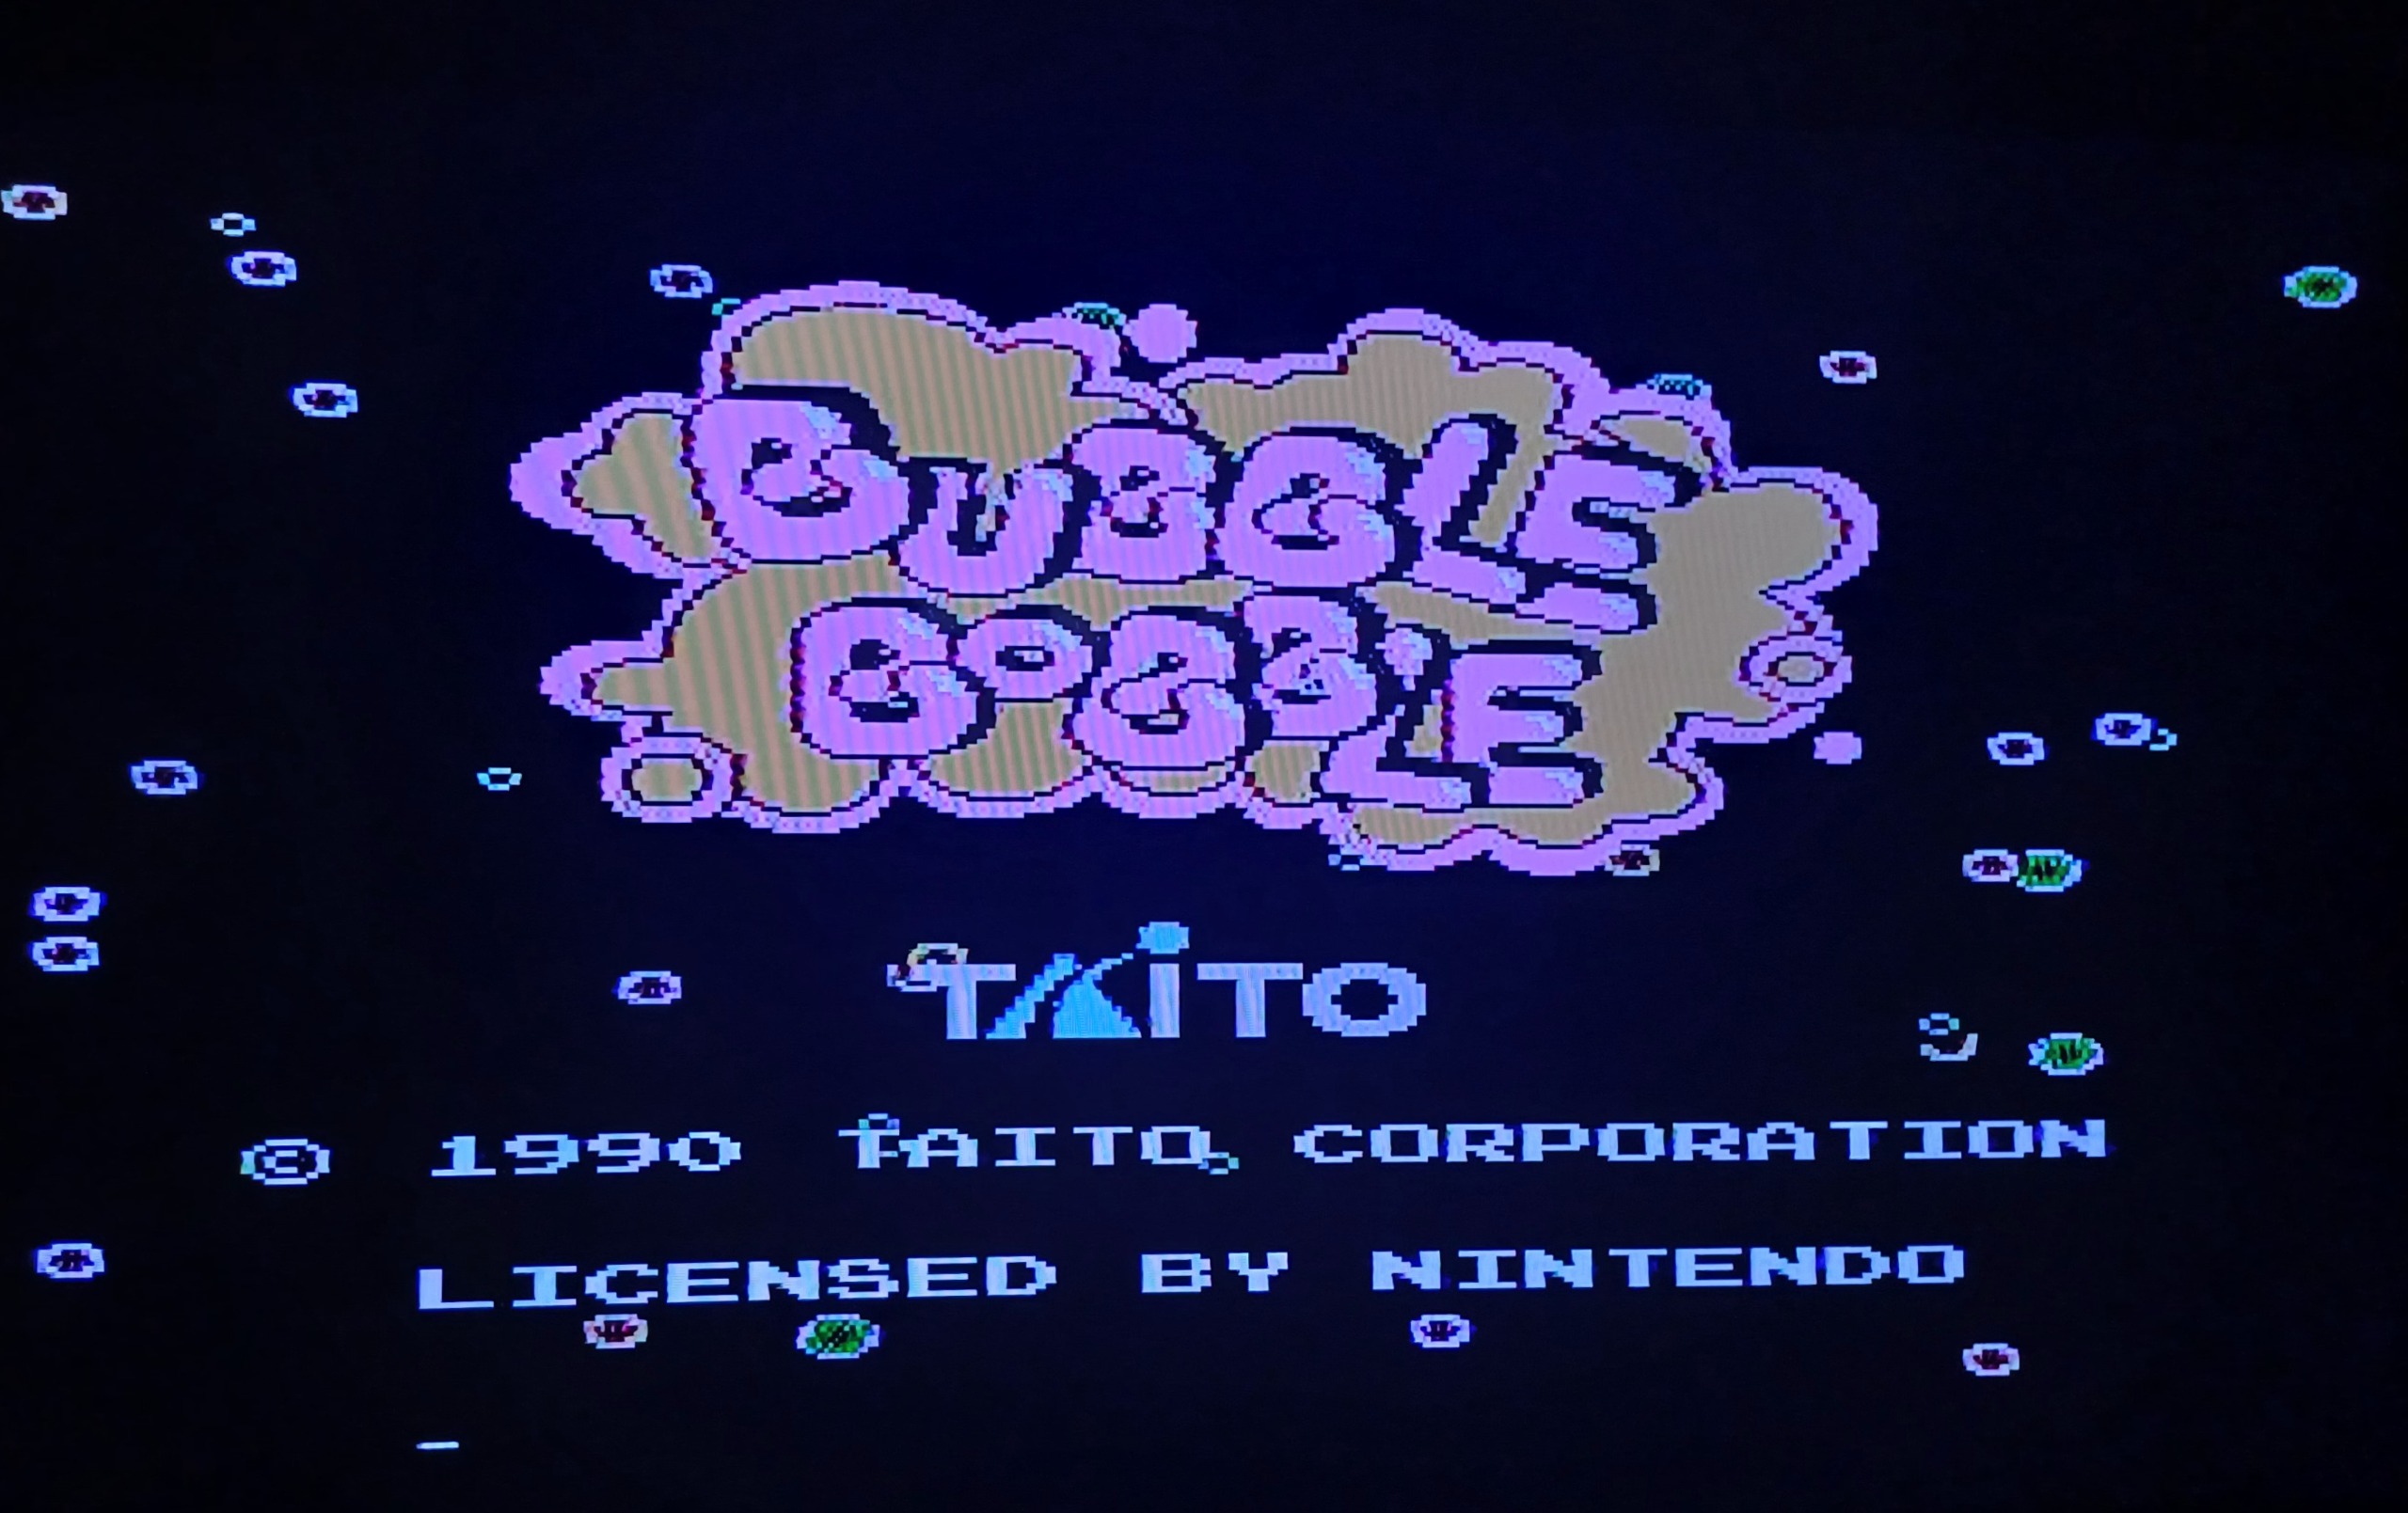 BUBBLE
BOBBLE
TAITO
© 1990 TAITO CORPORATION
LICENSED BY NINTENDO